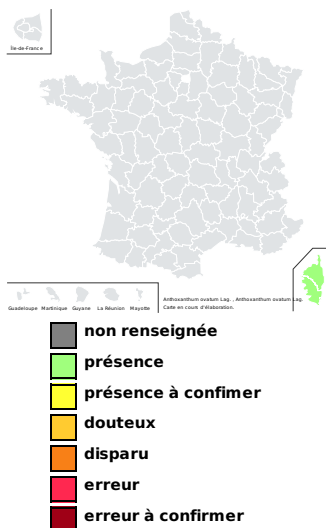 Île-de-France
Guadeloupe Martinique Guyane La Réunion Mayotte
Anthoxanthum ovatum Lag. , Anthoxanthum ovatum Lag.
Carte en cours d'élaboration.
non renseignée
présence
présence à confimer
douteux
disparu
erreur
erreur à confirmer